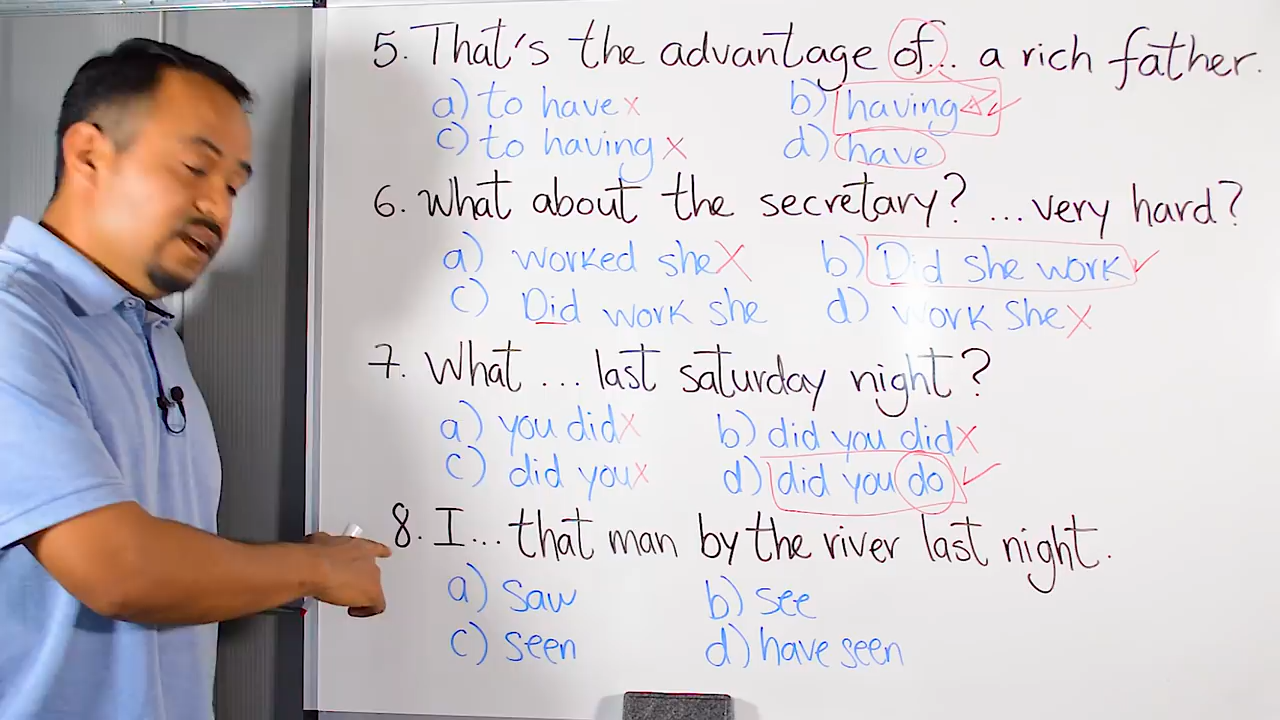 5. That's the advantage of... a rich father.
a) to have x b) having ✓
c) to having x d) have
6. What about the secretary? ...very hard?
a) worked she x b) Did she work ✓
c) Did work she d) work she x
7. What ... last saturday night?
a) you did x b) did you did x
c) did you x d) did you do ✓
8. I... that man by the river last night.
a) saw b) see
c) seen d) have seen